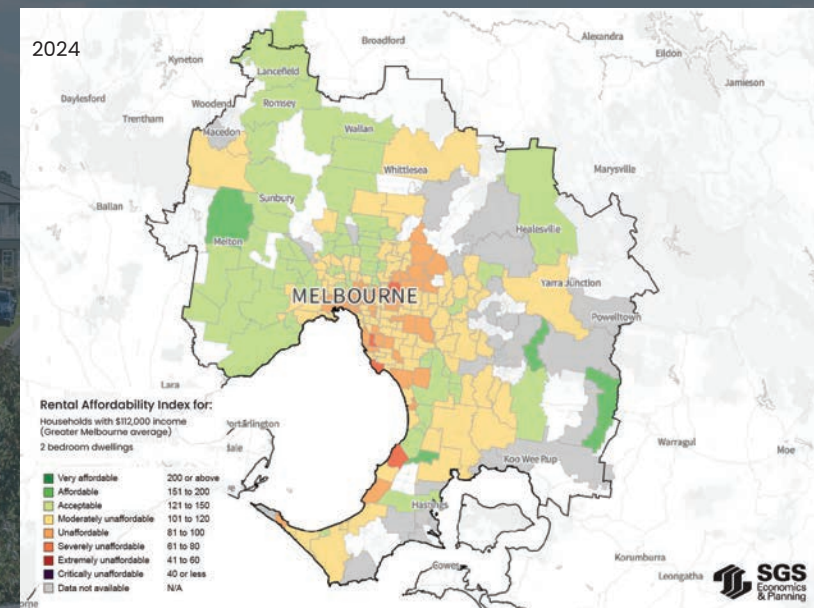 2024
Broadford
Alexandra
Eildon
Kyneton
Jamieson
Lancefield
Daylesford
Woodend
Romsey
Trentham
Macedon
Wallan
Whittlesea
Marysville
Ballan
Sunbury
Healesville
Melton
Yarra Junction
MELBOURNE
Powelltown
Lara
Rental Affordability Index for:
Households with $112,000 income
(Greater Melbourne average)
2 bedroom dwellings
Warragul
Moe
Koo Wee Rup
Very affordable 200 or above
Affordable 151 to 200
Acceptable 121 to 150
Moderately unaffordable 101 to 120
Unaffordable 81 to 100
Severely unaffordable 61 to 80
Extremely unaffordable 41 to 60
Critically unaffordable 40 or less
Data not available N/A
Hastings
Cowes
Korumburra
Leongatha
SGS
Economics
& Planning